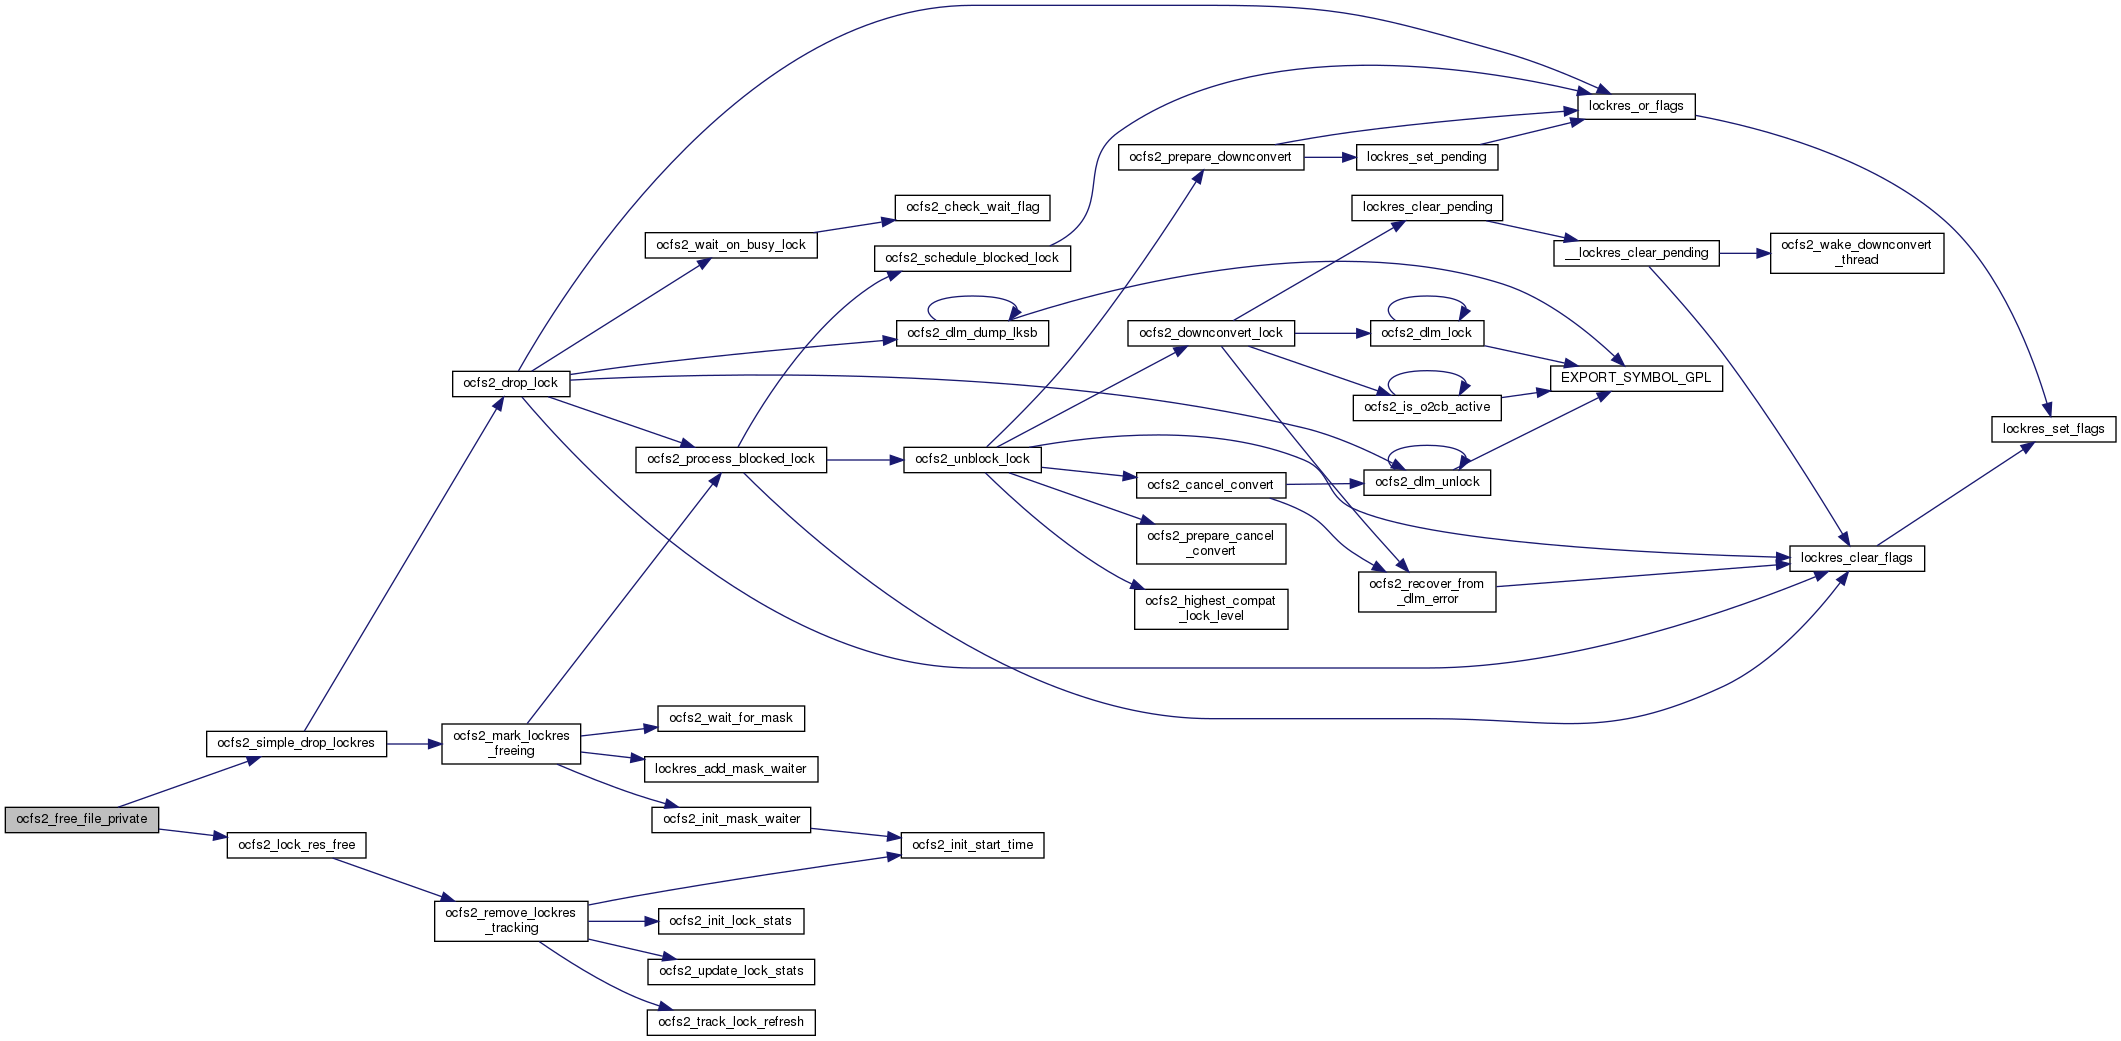 lockres_or_flags
ocfs2_prepare_downconvert
lockres_set_pending
ocfs2_check_wait_flag
lockres_clear_pending
ocfs2_wait_on_busy_lock
ocfs2_schedule_blocked_lock
__lockres_clear_pending
ocfs2_wake_downconvert
_thread
ocfs2_dlm_dump_lksb
ocfs2_downconvert_lock
ocfs2_dlm_lock
ocfs2_drop_lock
EXPORT_SYMBOL_GPL
ocfs2_is_o2cb_active
lockres_set_flags
ocfs2_process_blocked_lock
ocfs2_unblock_lock
ocfs2_cancel_convert
ocfs2_dlm_unlock
ocfs2_prepare_cancel
_convert
lockres_clear_flags
ocfs2_recover_from
_dlm_error
ocfs2_highest_compat
_lock_level
ocfs2_wait_for_mask
ocfs2_simple_drop_lockres
ocfs2_mark_lockres
_freeing
lockres_add_mask_waiter
ocfs2_free_file_private
ocfs2_init_mask_waiter
ocfs2_lock_res_free
ocfs2_init_start_time
ocfs2_remove_lockres
_tracking
ocfs2_init_lock_stats
ocfs2_update_lock_stats
ocfs2_track_lock_refresh